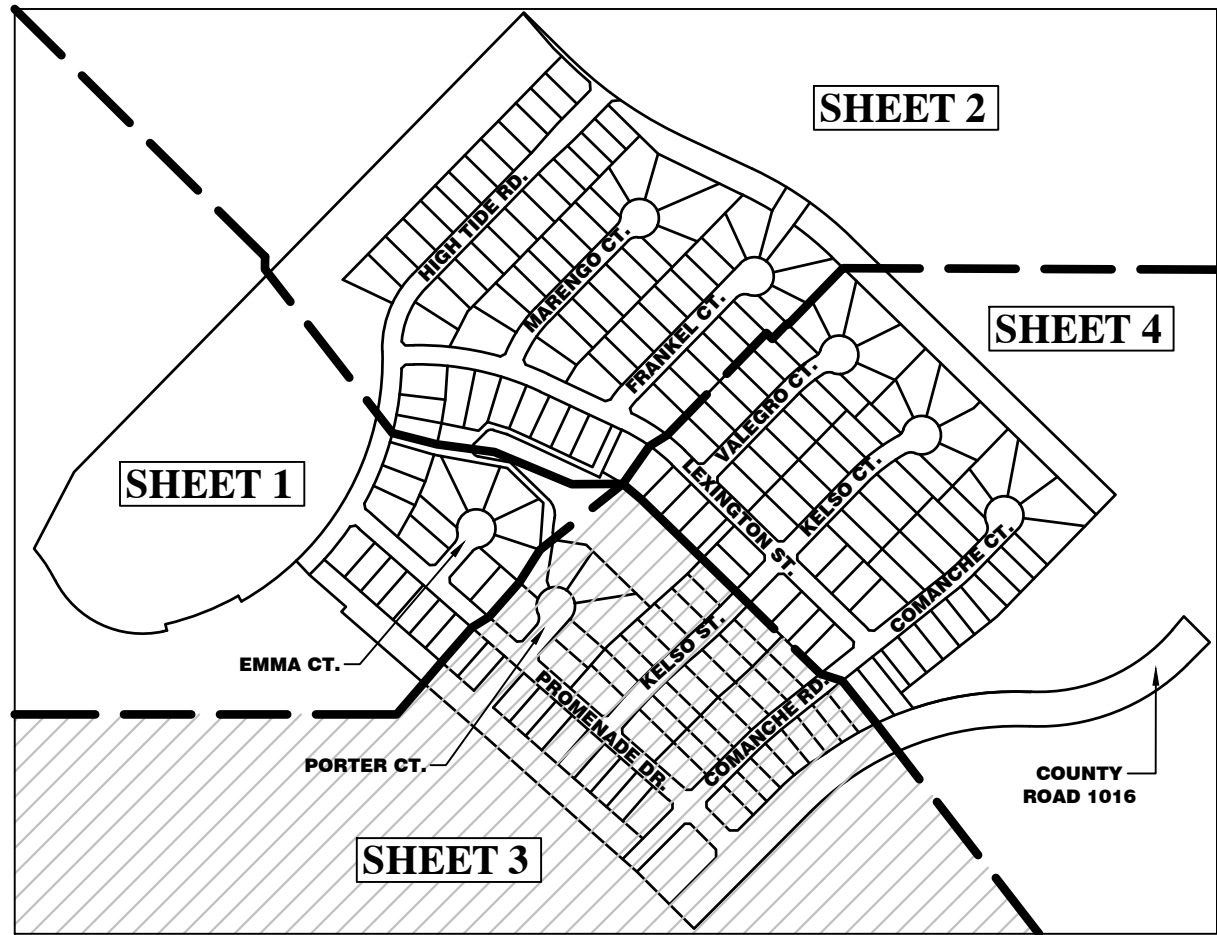 SHEET 2
HIGH TIDE RD.
MARENGO CT.
FRANKEL CT.
SHEET 4
VALEGRO CT.
SHEET 1
LEXINGTON ST.
KELSO CT.
COMANCHE CT.
EMMA CT.
KELSO ST.
PROMENADE DR.
COMANCHE RD.
PORTER CT.
COUNTY
ROAD 1016
SHEET 3